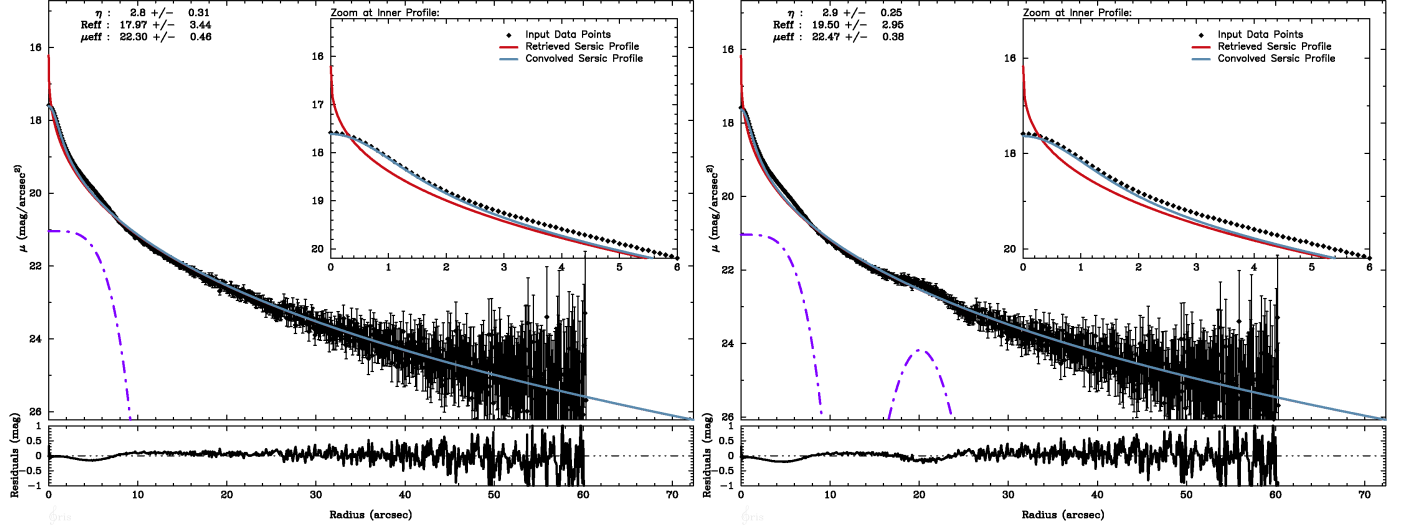 η : 2.8 +/- 0.31
Reff : 17.97 +/- 3.44
μeff : 22.30 +/- 0.46
Zoom at Inner Profile:
Input Data Points
Retrieved Sersic Profile
Convolved Sersic Profile
16
17
18
19
20
0 1 2 3 4 5 6
16
18
20
22
24
26
μ (mag/arcsec²)
1
0.5
0
−0.5
−1
Residuals (mag)
0 10 20 30 40 50 60 70
Radius (arcsec)
η : 2.9 +/- 0.25
Reff : 19.50 +/- 2.95
μeff : 22.47 +/- 0.38
Zoom at Inner Profile:
Input Data Points
Retrieved Sersic Profile
Convolved Sersic Profile
16
18
20
0 1 2 3 4 5 6
16
18
20
22
24
26
μ (mag/arcsec²)
1
0.5
0
−0.5
−1
Residuals (mag)
0 10 20 30 40 50 60 70
Radius (arcsec)